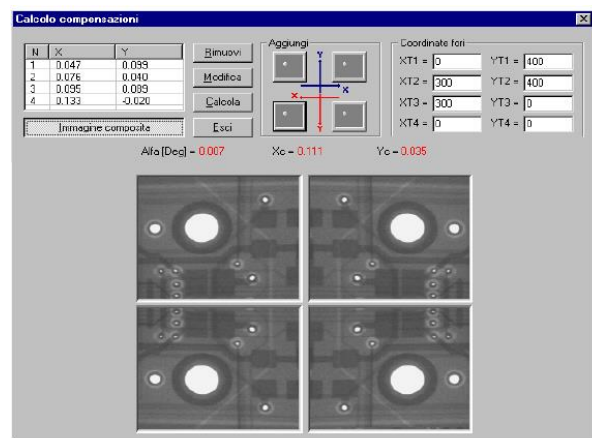 Calcolo compensazioni
N X Y
1 0.047 0.099
2 0.076 0.040
3 0.095 0.089
4 0.133 -0.020
Immagine composita
Rimuovi
Modifica
Calcola
Esci
Aggiungi
Y
X
X
Y
Coordinate fori
XT1 = 0 YT1 = 400
XT2 = 300 YT2 = 400
XT3 = 300 YT3 = 0
XT4 = 0 YT4 = 0
Alfa [Deg] = 0.007 Xc = 0.111 Yc = 0.035